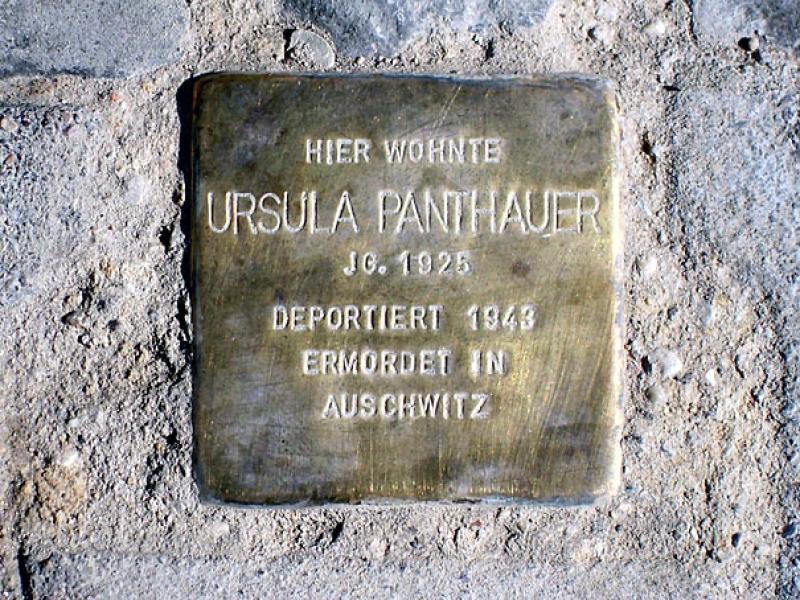 HIER WOHNTE
URSULA PANTHAUER
JG. 1925
DEPORTIERT 1943
ERMORDET IN
AUSCHWITZ